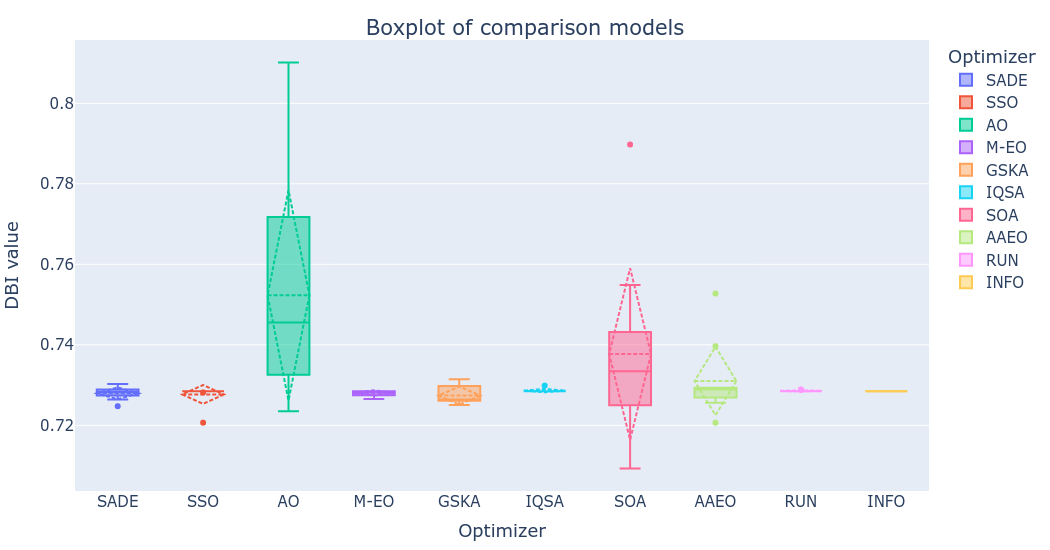 Boxplot of comparison models
DBI value
0.8
0.78
0.76
0.74
0.72
SADE
SSO
AO
M-EO
GSKA
IQSA
SOA
AAEO
RUN
INFO
Optimizer
Optimizer
SADE
SSO
AO
M-EO
GSKA
IQSA
SOA
AAEO
RUN
INFO